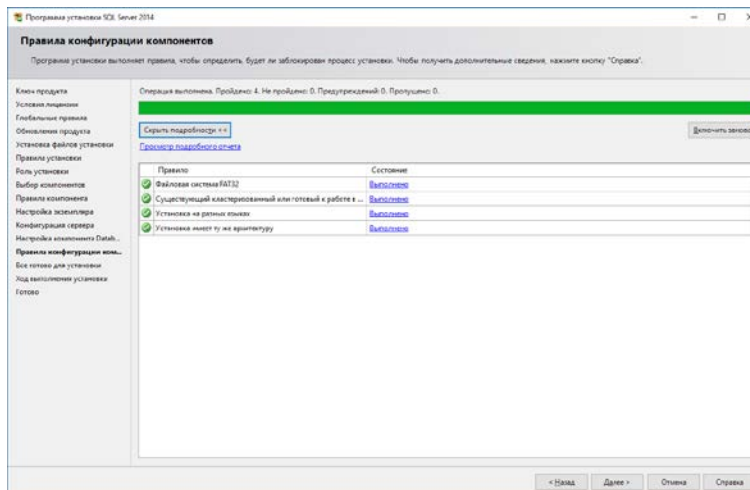 Программа установки SQL Server 2014
Правила конфигурации компонентов
Программа установки выполняет правила, чтобы определить, будет ли заблокирован процесс установки. Чтобы получить дополнительные сведения, нажмите кнопку "Справка".
Ключ продукта
Условия лицензии
Глобальные правила
Обновления продукта
Установка файлов установки
Правила установки
Роль установки
Выбор компонентов
Правила компонента
Настройка экземпляра
Конфигурация сервера
Настройка компонента Datab...
Правила конфигурации ком...
Все готово для установки
Ход выполнения установки
Готово
Операция выполнена. Пройдено: 4. Не пройдено: 0. Предупреждений: 0. Пропущено: 0.
Скрыть подробности <<
Включить заново
Просмотр подробного отчета
Правило Состояние
Файловая система FAT32 Выполнено
Существующий кластеризованный или готовый к работе в ... Выполнено
Установка на разных языках Выполнено
Установка имеет ту же архитектуру Выполнено
< Назад Далее > Отмена Справка